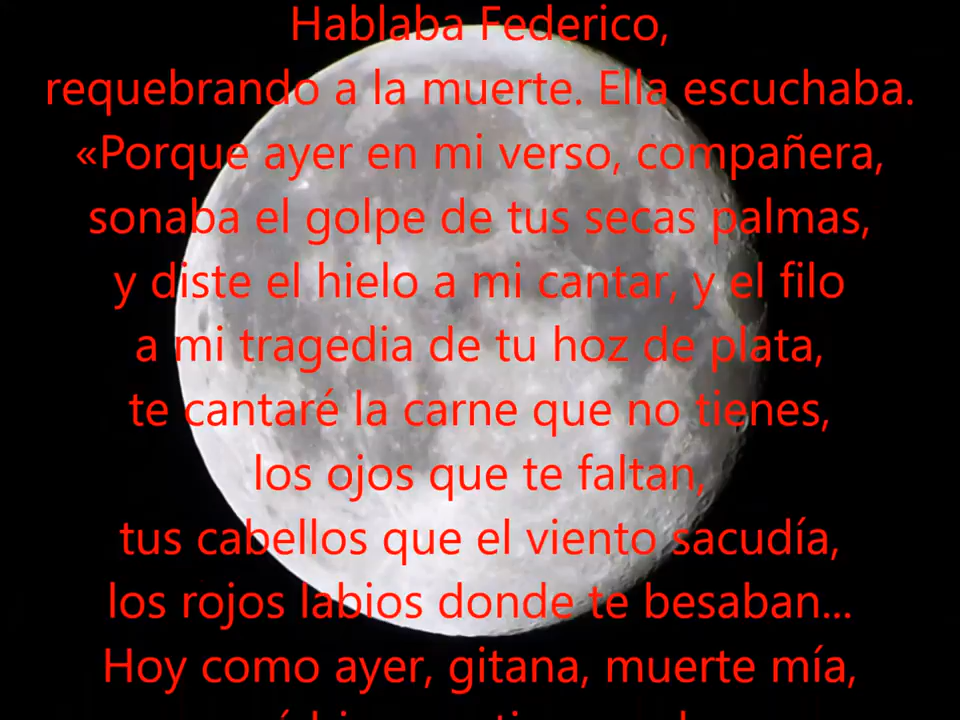 Hablaba Federico,
requebrando a la muerte. Ella escuchaba.
«Porque ayer en mi verso, compañera,
sonaba el golpe de tus secas palmas,
y diste el hielo a mi cantar, y el filo
a mi tragedia de tu hoz de plata,
te cantaré la carne que no tienes,
los ojos que te faltan,
tus cabellos que el viento sacudía,
los rojos labios donde te besaban...
Hoy como ayer, gitana, muerte mía,